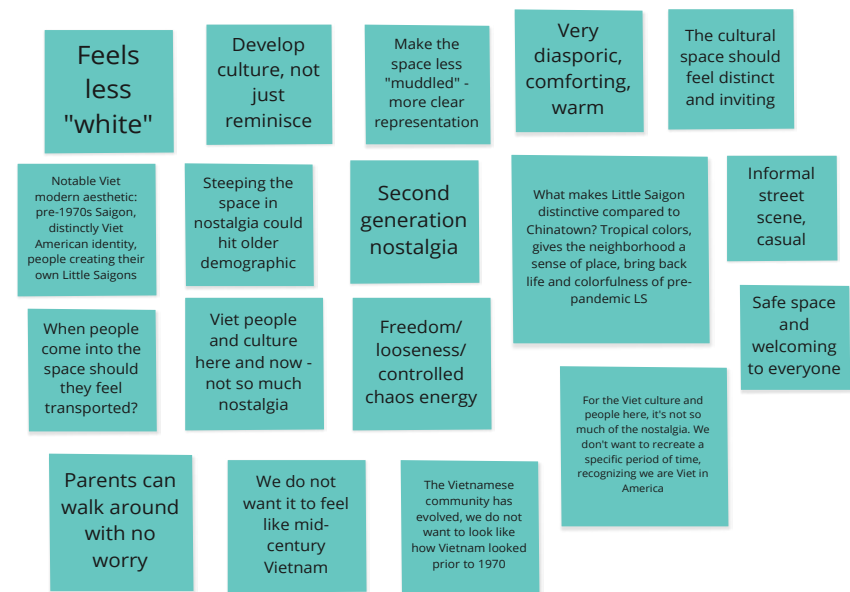 Feels
less
"white"
Develop
culture, not
just
reminisce
Make the
space less
"muddled" -
more clear
representation
Very
diasporic,
comforting,
warm
The cultural
space should
feel distinct
and inviting
Notable Viet
modern aesthetic:
pre-1970s Saigon,
distinctly Viet
American identity,
people creating their
own Little Saigons
Steeping the
space in
nostalgia could
hit older
demographic
Second
generation
nostalgia
What makes Little Saigon
distinctive compared to
Chinatown? Tropical colors,
gives the neighborhood a
sense of place, bring back
life and colorfulness of pre-
pandemic LS
Informal
street
scene,
casual
When people
come into the
space should
they feel
transported?
Viet people
and culture
here and now -
not so much
nostalgia
Freedom/
looseness/
controlled
chaos energy
Safe space
and
welcoming
to everyone
For the Viet culture and
people here, it's not so
much of the nostalgia. We
don't want to recreate a
specific period of time,
recognizing we are Viet in
America
Parents can
walk around
with no
worry
We do not
want it to feel
like mid-
century
Vietnam
The Vietnamese
community has
evolved, we do not
want to look like
how Vietnam looked
prior to 1970